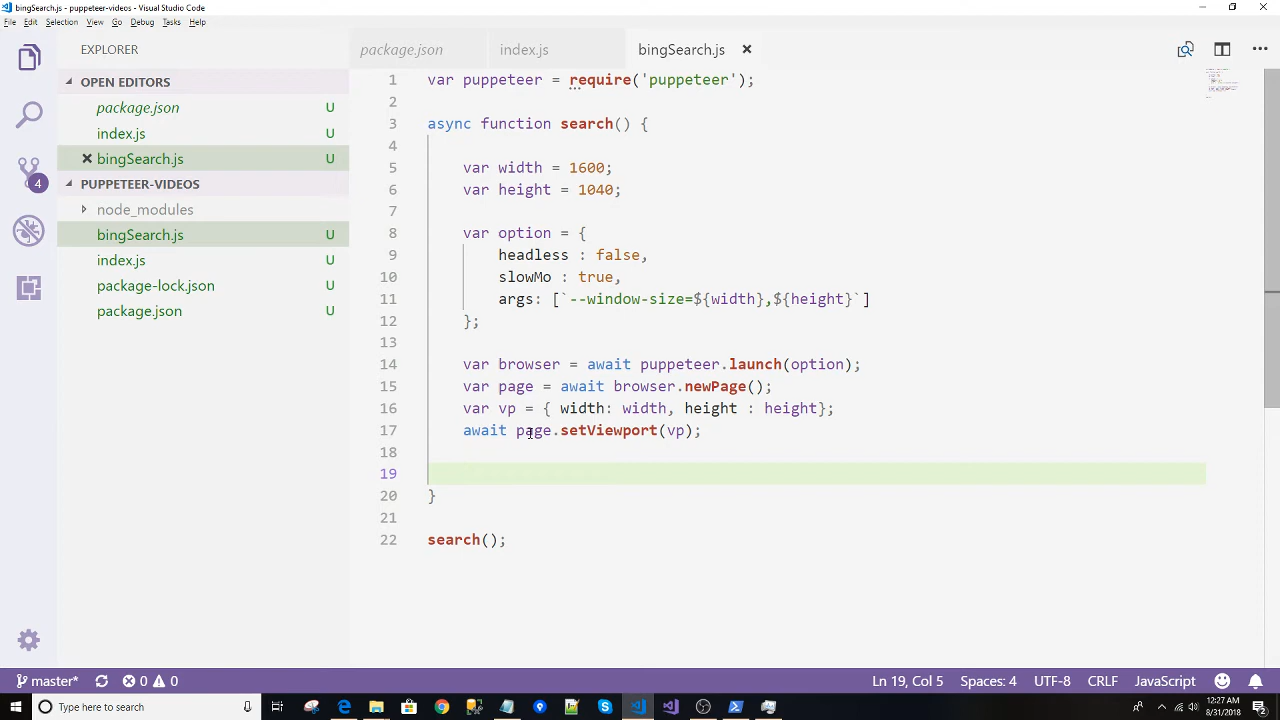 bingSearch.js - puppeteer-videos - Visual Studio Code
File Edit Selection View Go Debug Tasks Help
EXPLORER
OPEN EDITORS
package.json U
index.js U
bingSearch.js U
PUPPETEER-VIDEOS
node_modules
bingSearch.js U
index.js U
package-lock.json U
package.json U
4
package.json index.js bingSearch.js
1 var puppeteer = require('puppeteer');
2
3 async function search() {
4
5 var width = 1600;
6 var height = 1040;
7
8 var option = {
9 headless : false,
10 slowMo : true,
11 args: [`--window-size=${width},${height}`]
12 };
13
14 var browser = await puppeteer.launch(option);
15 var page = await browser.newPage();
16 var vp = { width: width, height : height};
17 await page.setViewport(vp);
18
19
20 }
21
22 search();
master* 0 0 Ln 19, Col 5 Spaces: 4 UTF-8 CRLF JavaScript
Type here to search
12:27 AM
8/31/2018